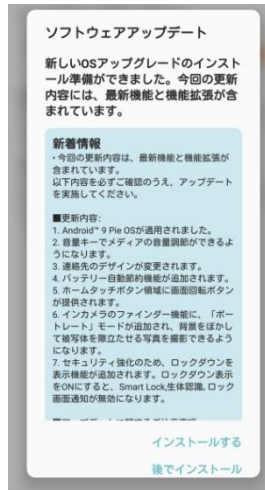 ソフトウェアアップデート
新しいOSアップグレードのインスト
ール準備ができました。今回の更新
内容には、最新機能と機能拡張が含
まれています。
新着情報
・今回の更新内容は、最新機能と機能拡張が
含まれています。
以下内容を必ずご確認のうえ、アップデート
を実施してください。
■更新内容:
1. Android™ 9 Pie OSが適用されました。
2. 音量キーでメディアの音量調節ができるよ
うになります。
3. 連絡先のデザインが変更されます。
4. バッテリー自動節約機能が追加されます。
5. ホームタッチボタン領域に画面回転ボタン
が提供されます。
6. インカメラのファインダー機能に、「ポー
トレート」モードが追加され、背景をぼかし
て被写体を際立たせる写真を撮影できるよう
になります。
7. セキュリティ強化のため、ロックダウンを
表示機能が追加されます。ロックダウン表示
をONにすると、Smart Lock,生体認識, ロック
画面通知が無効になります。
インストールする
後でインストール